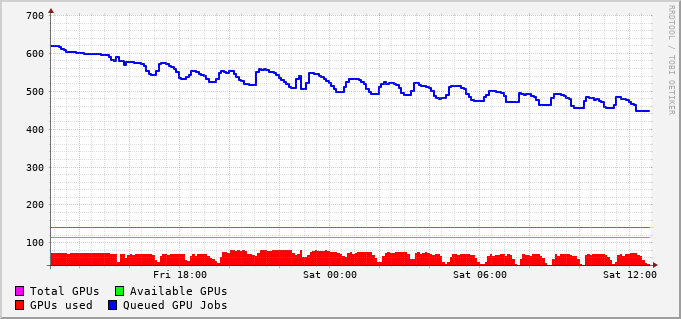 700
600
500
400
300
200
100
Fri 18:00 Sat 00:00 Sat 06:00 Sat 12:00
Total GPUs Available GPUs
GPUs used Queued GPU Jobs
RRDTOOL / TOBI OETIKER